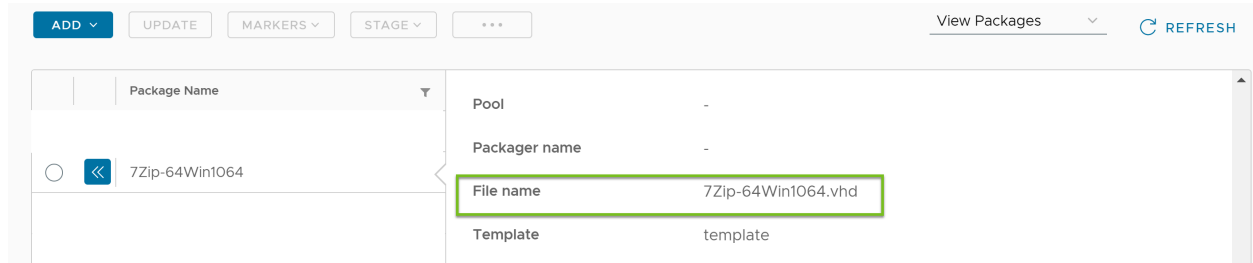 ADD UPDATE MARKERS STAGE ••• View Packages REFRESH
Package Name
Pool -
Packager name -
7Zip-64Win1064
File name 7Zip-64Win1064.vhd
Template template